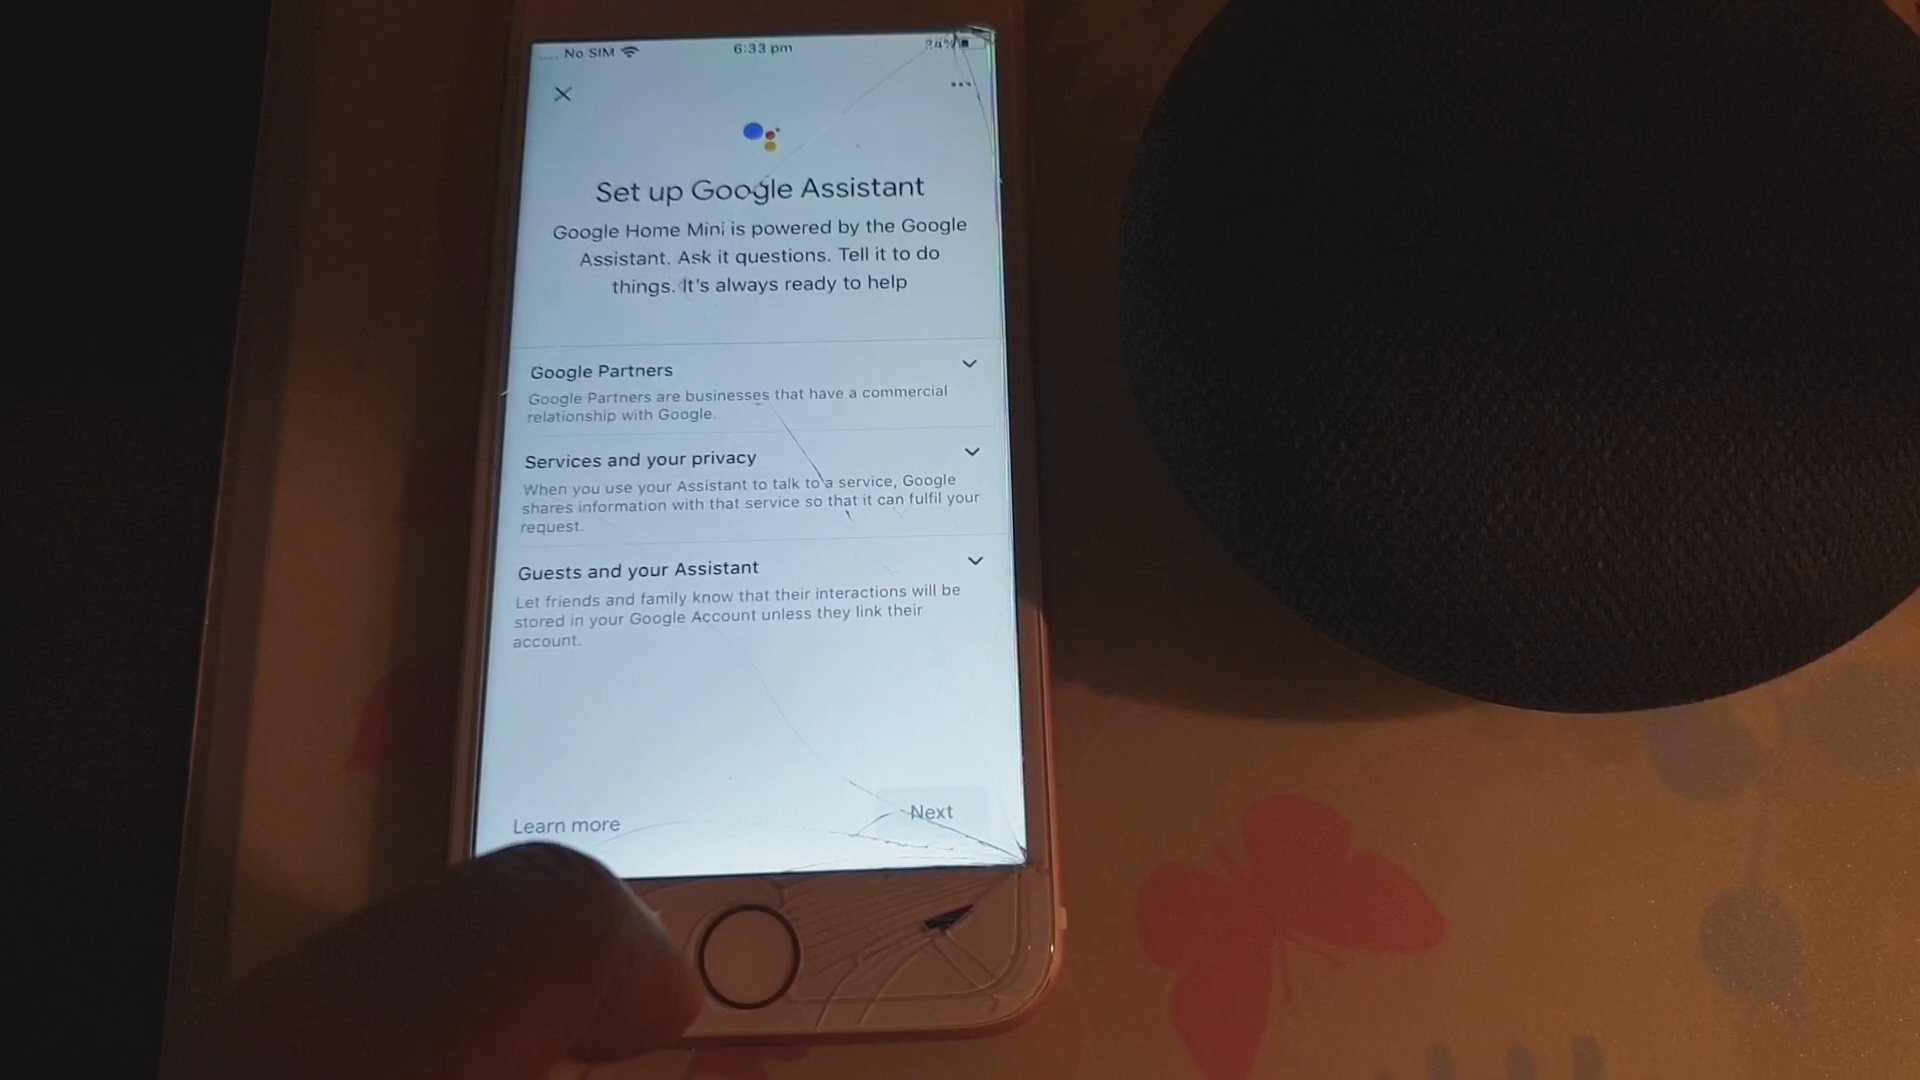 No SIM
6:33 pm
Set up Google Assistant
Google Home Mini is powered by the Google
Assistant. Ask it questions. Tell it to do
things. It's always ready to help
Google Partners
Google Partners are businesses that have a commercial
relationship with Google.
Services and your privacy
When you use your Assistant to talk to a service, Google
shares information with that service so that it can fulfil your
request.
Guests and your Assistant
Let friends and family know that their interactions will be
stored in your Google Account unless they link their
account.
Learn more
Next